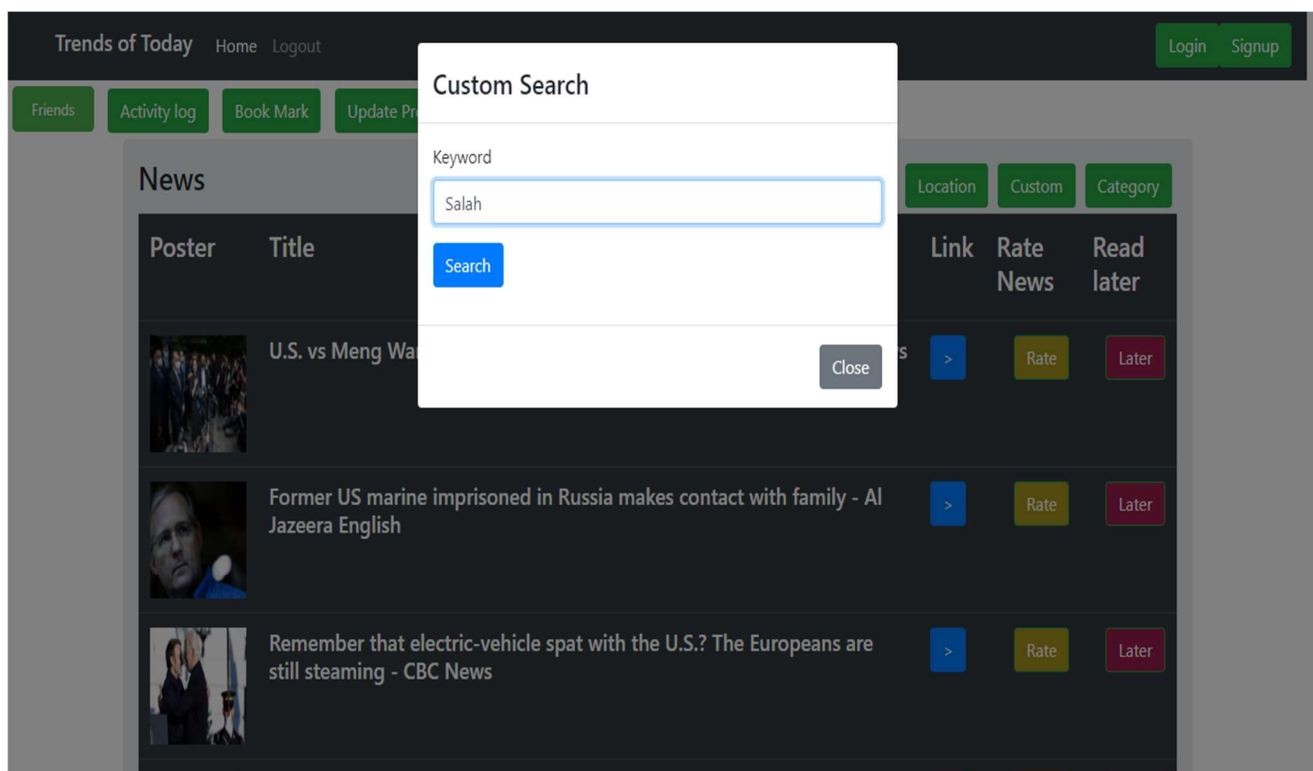 Trends of Today Home Logout Login Signup
Friends Activity log Book Mark Update
Custom Search
Keyword
Salah
Search
Close
News Location Custom Category
Poster Title Link Rate News Read later
U.S. vs Meng > Rate Later
Former US marine imprisoned in Russia makes contact with family - Al
Jazeera English > Rate Later
Remember that electric-vehicle spat with the U.S.? The Europeans are
still steaming - CBC News > Rate Later